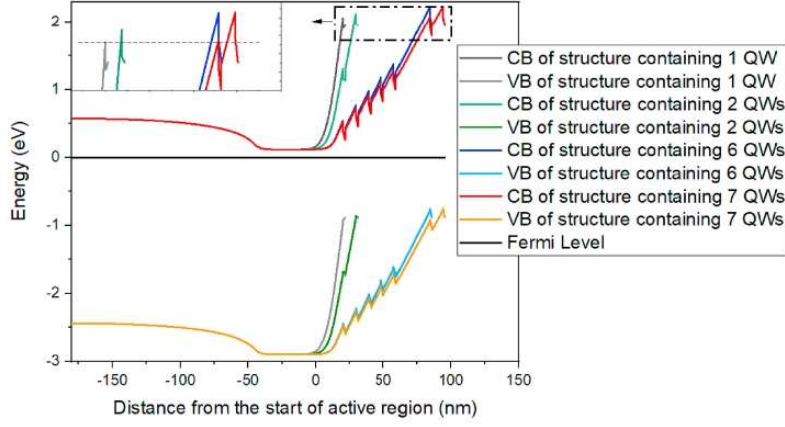 2
1
0
-1
-2
-3
Energy (eV)
-150
-100
-50
0
50
100
150
Distance from the start of active region (nm)
CB of structure containing 1 QW
VB of structure containing 1 QW
CB of structure containing 2 QWs
VB of structure containing 2 QWs
CB of structure containing 6 QWs
VB of structure containing 6 QWs
CB of structure containing 7 QWs
VB of structure containing 7 QWs
Fermi Level